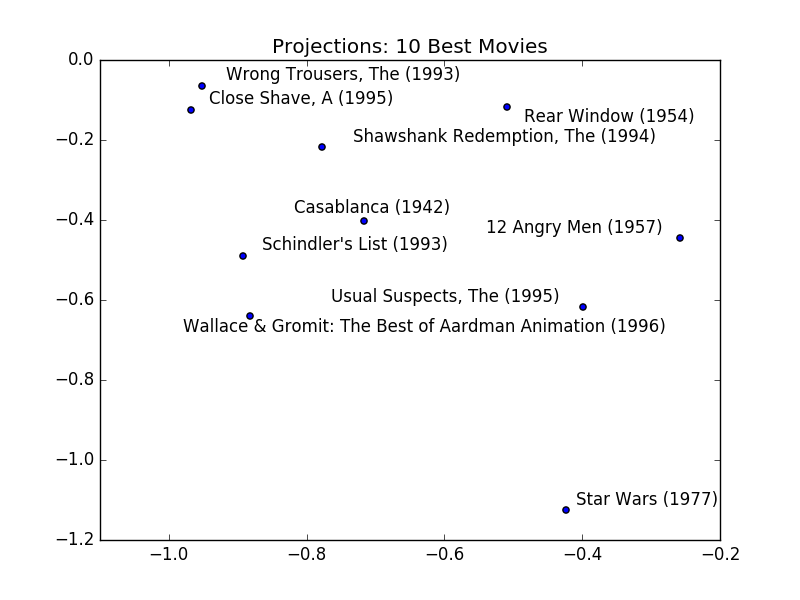 Projections: 10 Best Movies
0.0
Wrong Trousers, The (1993)
Close Shave, A (1995)
Rear Window (1954)
Shawshank Redemption, The (1994)
−0.2
Casablanca (1942)
−0.4
12 Angry Men (1957)
Schindler's List (1993)
Usual Suspects, The (1995)
−0.6
Wallace & Gromit: The Best of Aardman Animation (1996)
−0.8
−1.0
Star Wars (1977)
−1.2
−1.0 −0.8 −0.6 −0.4 −0.2